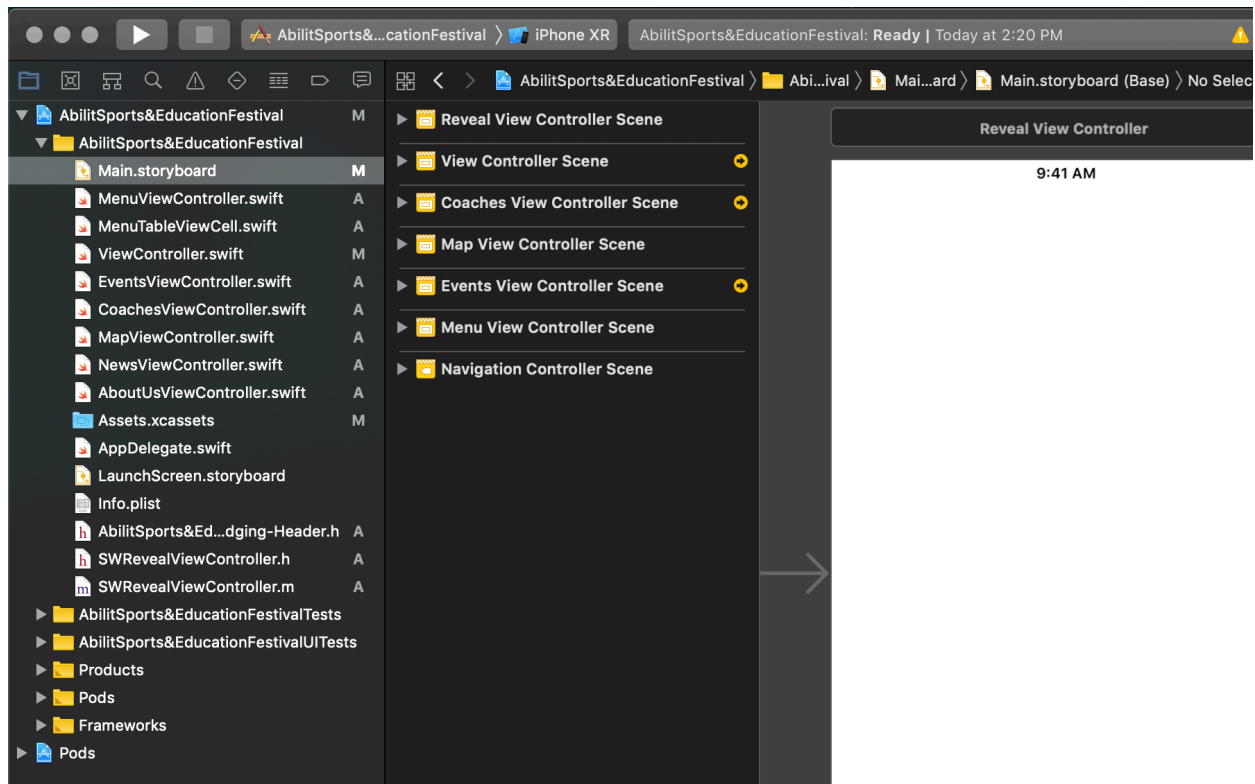 AbilitSports&...cationFestival 〉 iPhone XR
AbilitSports&EducationFestival: Ready | Today at 2:20 PM
AbilitSports&EducationFestival 〉 Abi...ival 〉 Mai...ard 〉 Main.storyboard (Base) 〉 No Selec
AbilitSports&EducationFestival M
AbilitSports&EducationFestival
Main.storyboard M
MenuViewController.swift A
MenuTableViewCell.swift A
ViewController.swift M
EventsViewController.swift A
CoachesViewController.swift A
MapViewController.swift A
NewsViewController.swift A
AboutUsViewController.swift A
Assets.xcassets M
AppDelegate.swift
LaunchScreen.storyboard
Info.plist
h AbilitSports&Ed...dging-Header.h A
h SWRevealViewController.h A
m SWRevealViewController.m A
AbilitSports&EducationFestivalTests
AbilitSports&EducationFestivalUITests
Products
Pods
Frameworks
Pods
Reveal View Controller Scene
View Controller Scene
Coaches View Controller Scene
Map View Controller Scene
Events View Controller Scene
Menu View Controller Scene
Navigation Controller Scene
Reveal View Controller
9:41 AM